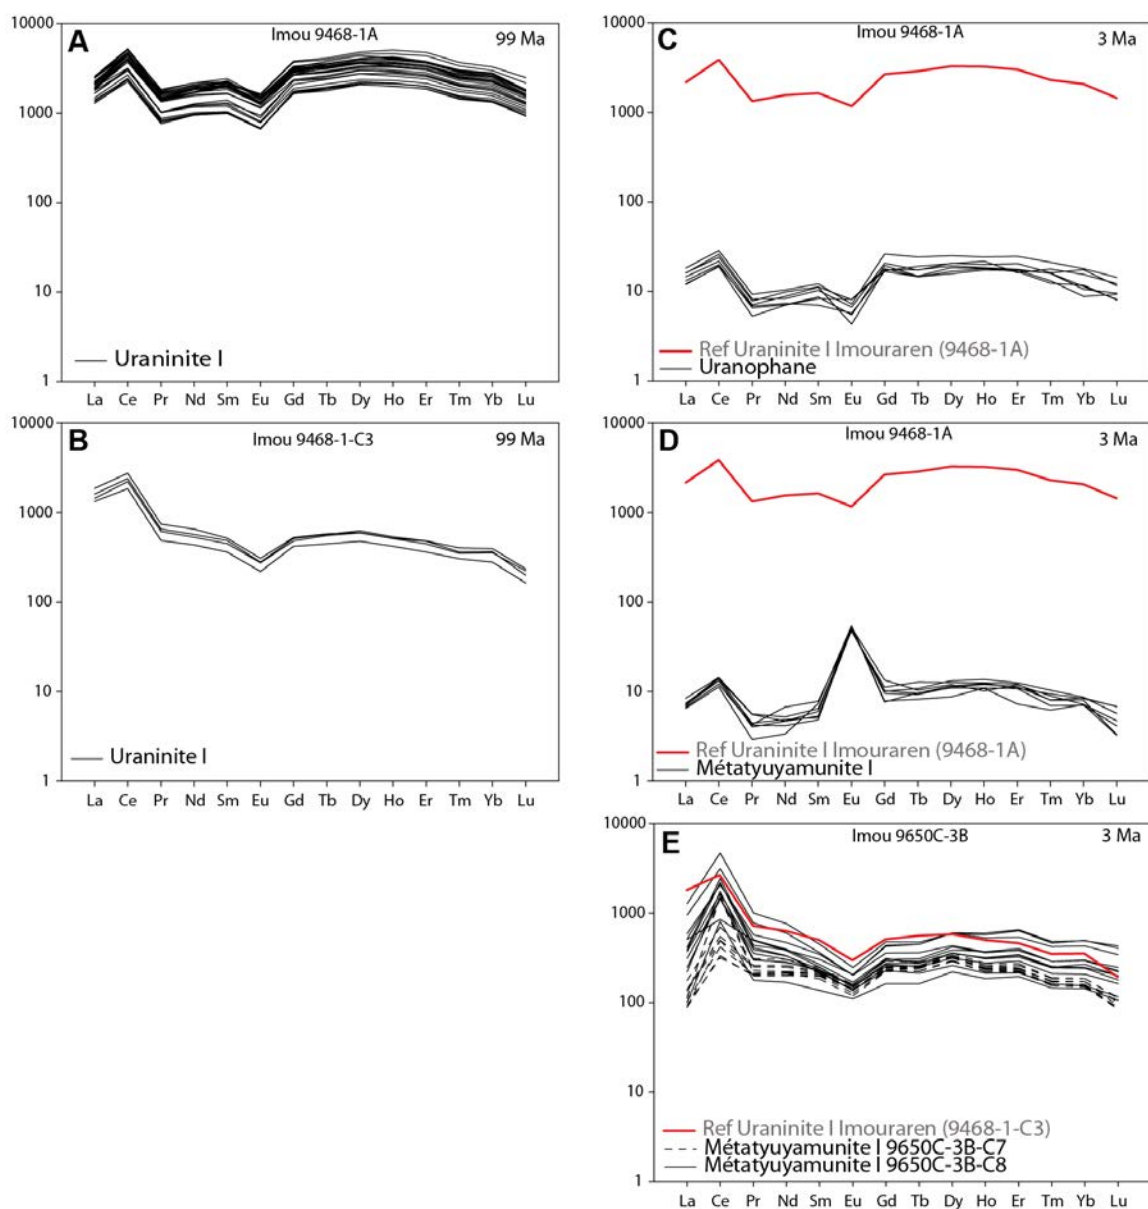 A
Imou 9468-1A
99 Ma
10000
1000
100
10
1
Uraninite I
La Ce Pr Nd Sm Eu Gd Tb Dy Ho Er Tm Yb Lu
B
Imou 9468-1-C3
99 Ma
10000
1000
100
10
1
Uraninite I
La Ce Pr Nd Sm Eu Gd Tb Dy Ho Er Tm Yb Lu
C
Imou 9468-1A
3 Ma
10000
1000
100
10
1
Ref Uraninite I Imouraren (9468-1A)
Uranophane
La Ce Pr Nd Sm Eu Gd Tb Dy Ho Er Tm Yb Lu
D
Imou 9468-1A
3 Ma
10000
1000
100
10
1
Ref Uraninite I Imouraren (9468-1A)
Métatyuyamunite I
La Ce Pr Nd Sm Eu Gd Tb Dy Ho Er Tm Yb Lu
E
Imou 9650C-3B
3 Ma
10000
1000
100
10
1
Ref Uraninite I Imouraren (9468-1-C3)
Métatyuyamunite I 9650C-3B-C7
Métatyuyamunite I 9650C-3B-C8
La Ce Pr Nd Sm Eu Gd Tb Dy Ho Er Tm Yb Lu